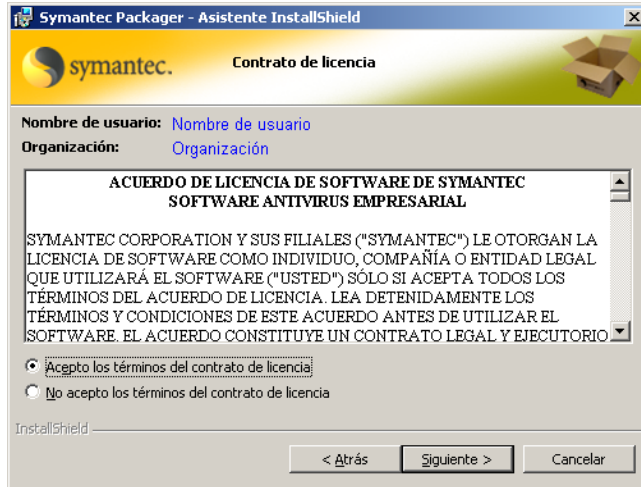 Symantec Packager - Asistente InstallShield
symantec.
Contrato de licencia
Nombre de usuario: Nombre de usuario
Organización: Organización
ACUERDO DE LICENCIA DE SOFTWARE DE SYMANTEC
SOFTWARE ANTIVIRUS EMPRESARIAL
SYMANTEC CORPORATION Y SUS FILIALES ("SYMANTEC") LE OTORGAN LA
LICENCIA DE SOFTWARE COMO INDIVIDUO, COMPAÑÍA O ENTIDAD LEGAL
QUE UTILIZARÁ EL SOFTWARE ("USTED") SÓLO SI ACEPTA TODOS LOS
TÉRMINOS DEL ACUERDO DE LICENCIA. LEA DETENIDAMENTE LOS
TÉRMINOS Y CONDICIONES DE ESTE ACUERDO ANTES DE UTILIZAR EL
SOFTWARE. EL ACUERDO CONSTITUYE UN CONTRATO LEGAL Y EJECUTORIO
Acepto los términos del contrato de licencia
No acepto los términos del contrato de licencia
InstallShield
< Atrás Siguiente > Cancelar